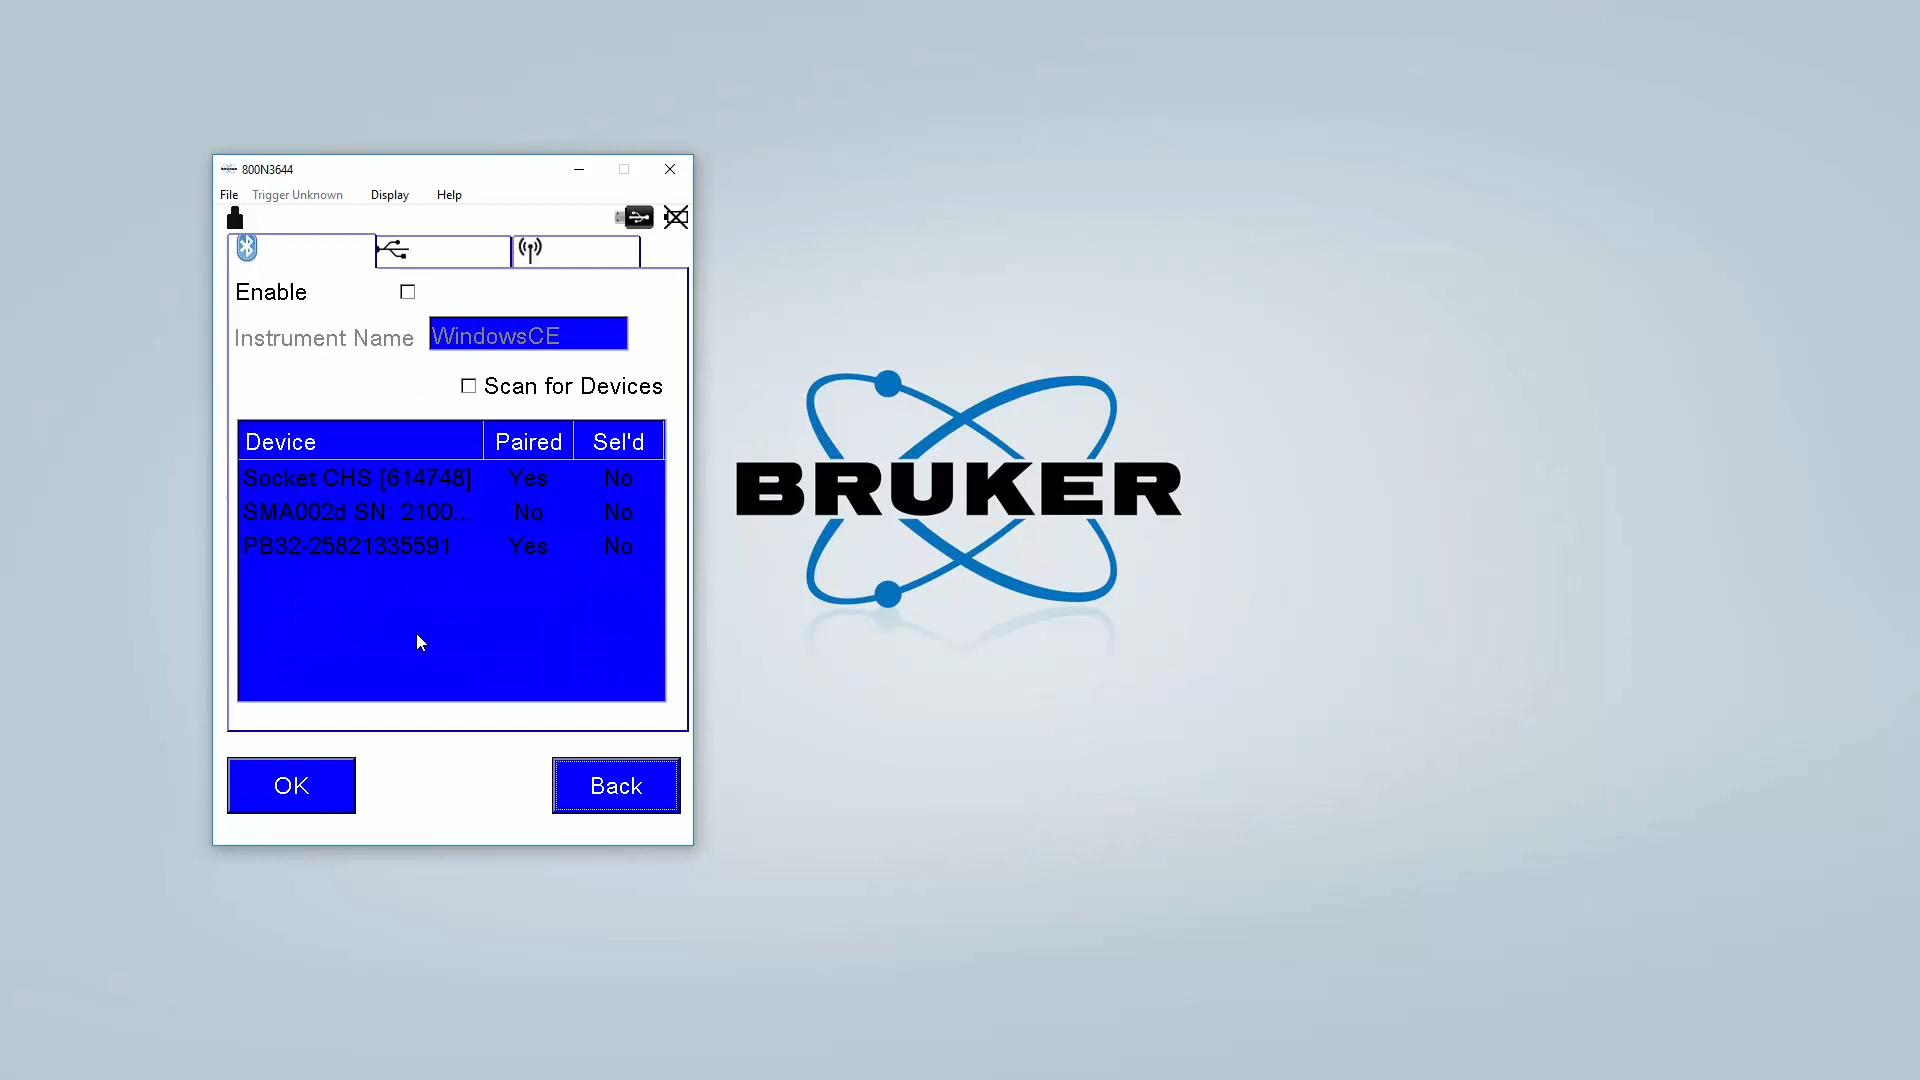 800N3644
File Trigger Unknown Display Help
Enable
Instrument Name WindowsCE
Scan for Devices
Device Paired Sel'd
Socket CHS [614748] Yes No
SMA002d SN: 2100... No No
PB32-25821335591 Yes No
OK Back
BRUKER